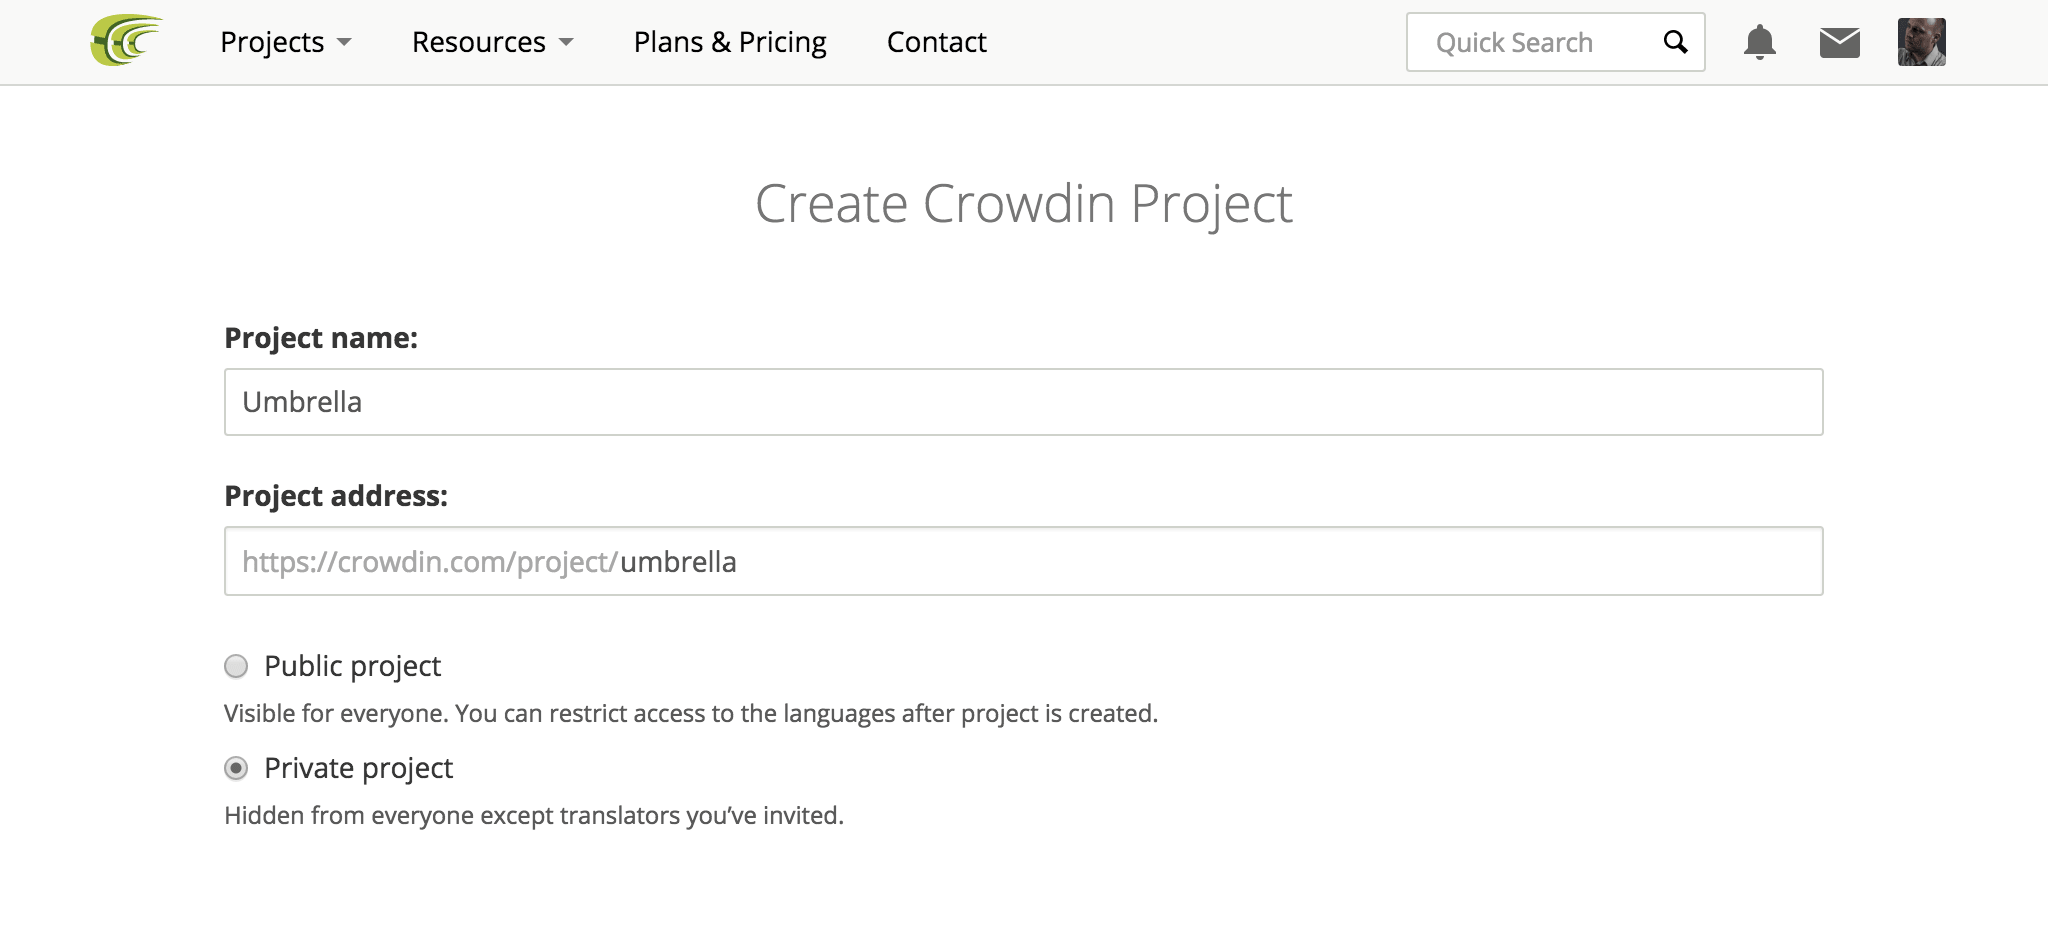 Projects Resources Plans & Pricing Contact Quick Search
Create Crowdin Project
Project name:
Umbrella
Project address:
https://crowdin.com/project/umbrella
Public project
Visible for everyone. You can restrict access to the languages after project is created.
Private project
Hidden from everyone except translators you’ve invited.